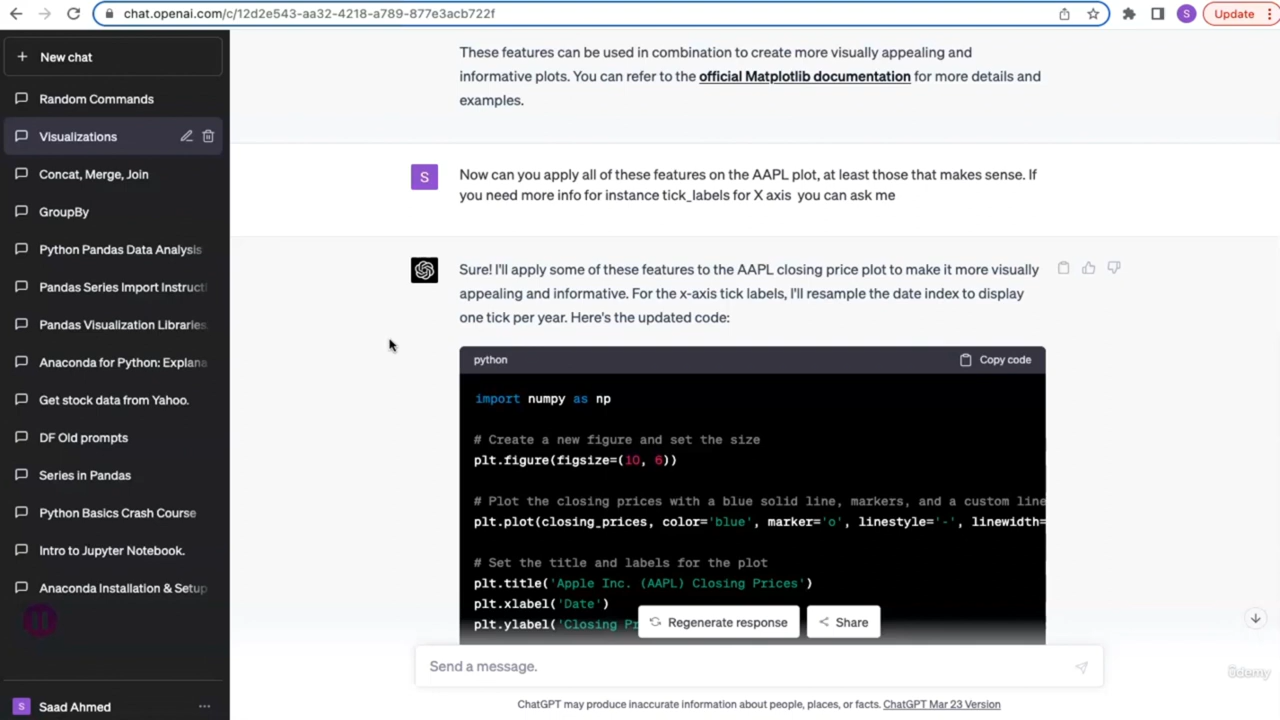 chat.openai.com/c/12d2e543-aa32-4218-a789-877e3acb722f
S
Update
New chat
Random Commands
Visualizations
Concat, Merge, Join
GroupBy
Python Pandas Data Analysis
Pandas Series Import Instructi
Pandas Visualization Libraries.
Anaconda for Python: Explana
Get stock data from Yahoo.
DF Old prompts
Series in Pandas
Python Basics Crash Course
Intro to Jupyter Notebook.
Anaconda Installation & Setup
S
Saad Ahmed
These features can be used in combination to create more visually appealing and
informative plots. You can refer to the official Matplotlib documentation for more details and
examples.
S
Now can you apply all of these features on the AAPL plot, at least those that makes sense. If
you need more info for instance tick_labels for X axis  you can ask me
Sure! I'll apply some of these features to the AAPL closing price plot to make it more visually
appealing and informative. For the x-axis tick labels, I'll resample the date index to display
one tick per year. Here's the updated code:
python
Copy code
import numpy as np
# Create a new figure and set the size
plt.figure(figsize=(10, 6))
# Plot the closing prices with a blue solid line, markers, and a custom line
plt.plot(closing_prices, color='blue', marker='o', linestyle='-', linewidth=
# Set the title and labels for the plot
plt.title('Apple Inc. (AAPL) Closing Prices')
plt.xlabel('Date')
plt.ylabel('Closing Pr
Regenerate response
Share
Send a message.
ChatGPT may produce inaccurate information about people, places, or facts. ChatGPT Mar 23 Version
ûdemy